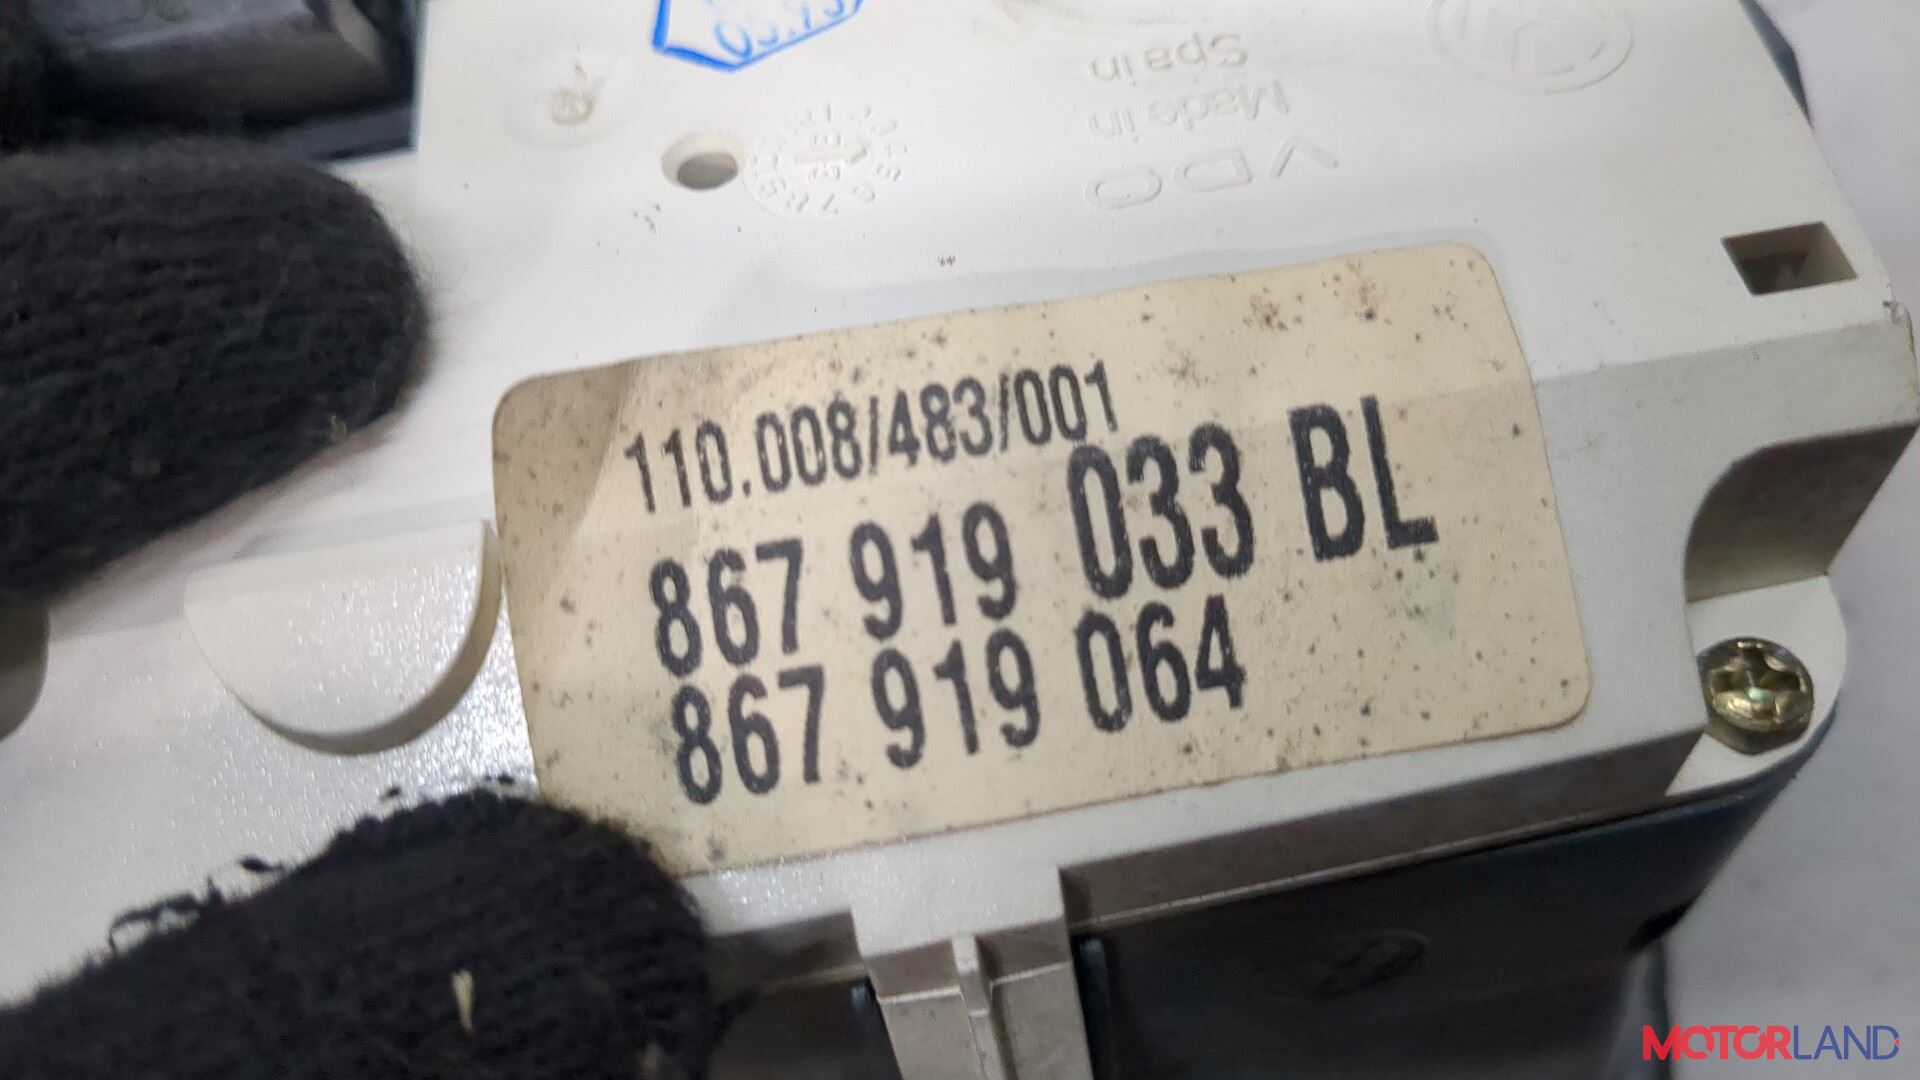 Made in
Spain
VDO
110.008/483/001
867 919 033 BL
867 919 064
MOTORLAND